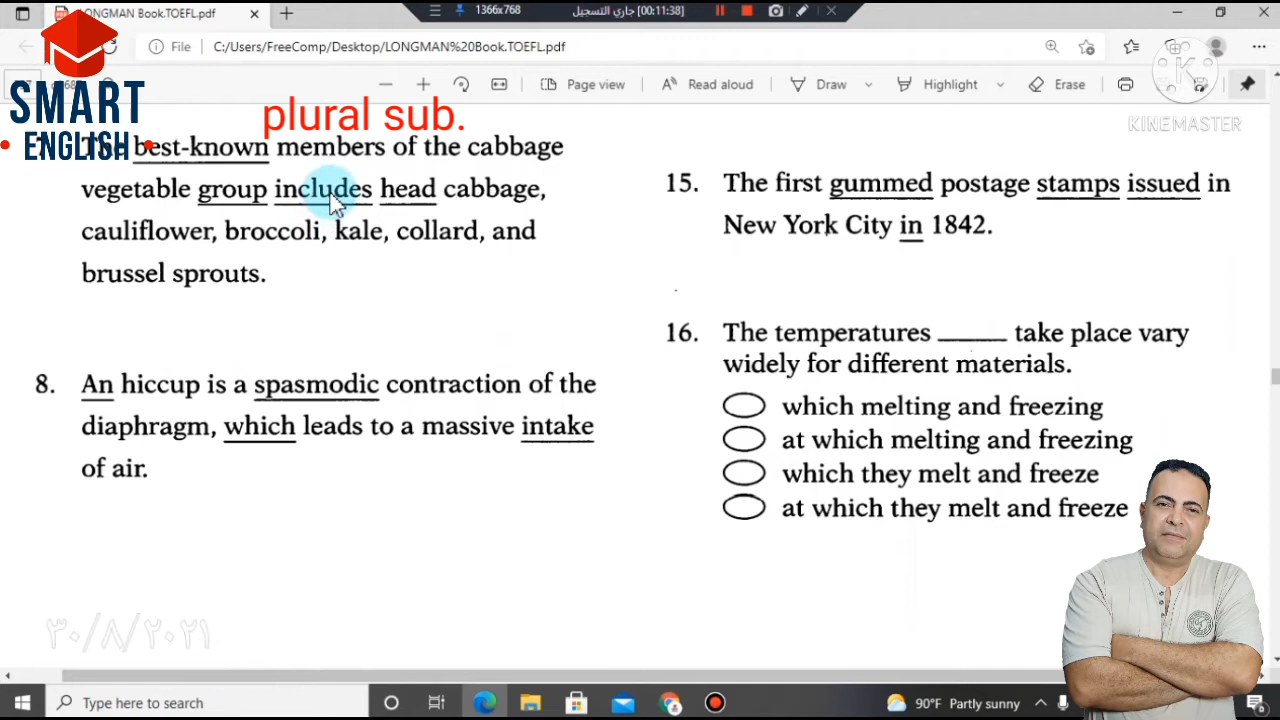 LONGMAN Book.TOEFL.pdf
1366x768
[00:11:38] جاري التسجيل
File C:/Users/FreeComp/Desktop/LONGMAN%20Book.TOEFL.pdf
Page view Read aloud Draw Highlight Erase
KINEMASTER
SMART
ENGLISH
plural sub.
The best-known members of the cabbage
vegetable group includes head cabbage,
cauliflower, broccoli, kale, collard, and
brussel sprouts.
8. An hiccup is a spasmodic contraction of the
diaphragm, which leads to a massive intake
of air.
15. The first gummed postage stamps issued in
New York City in 1842.
16. The temperatures ______ take place vary
widely for different materials.
which melting and freezing
at which melting and freezing
which they melt and freeze
at which they melt and freeze
٣٠/٨/٢٠٢١
Type here to search
90°F Partly sunny